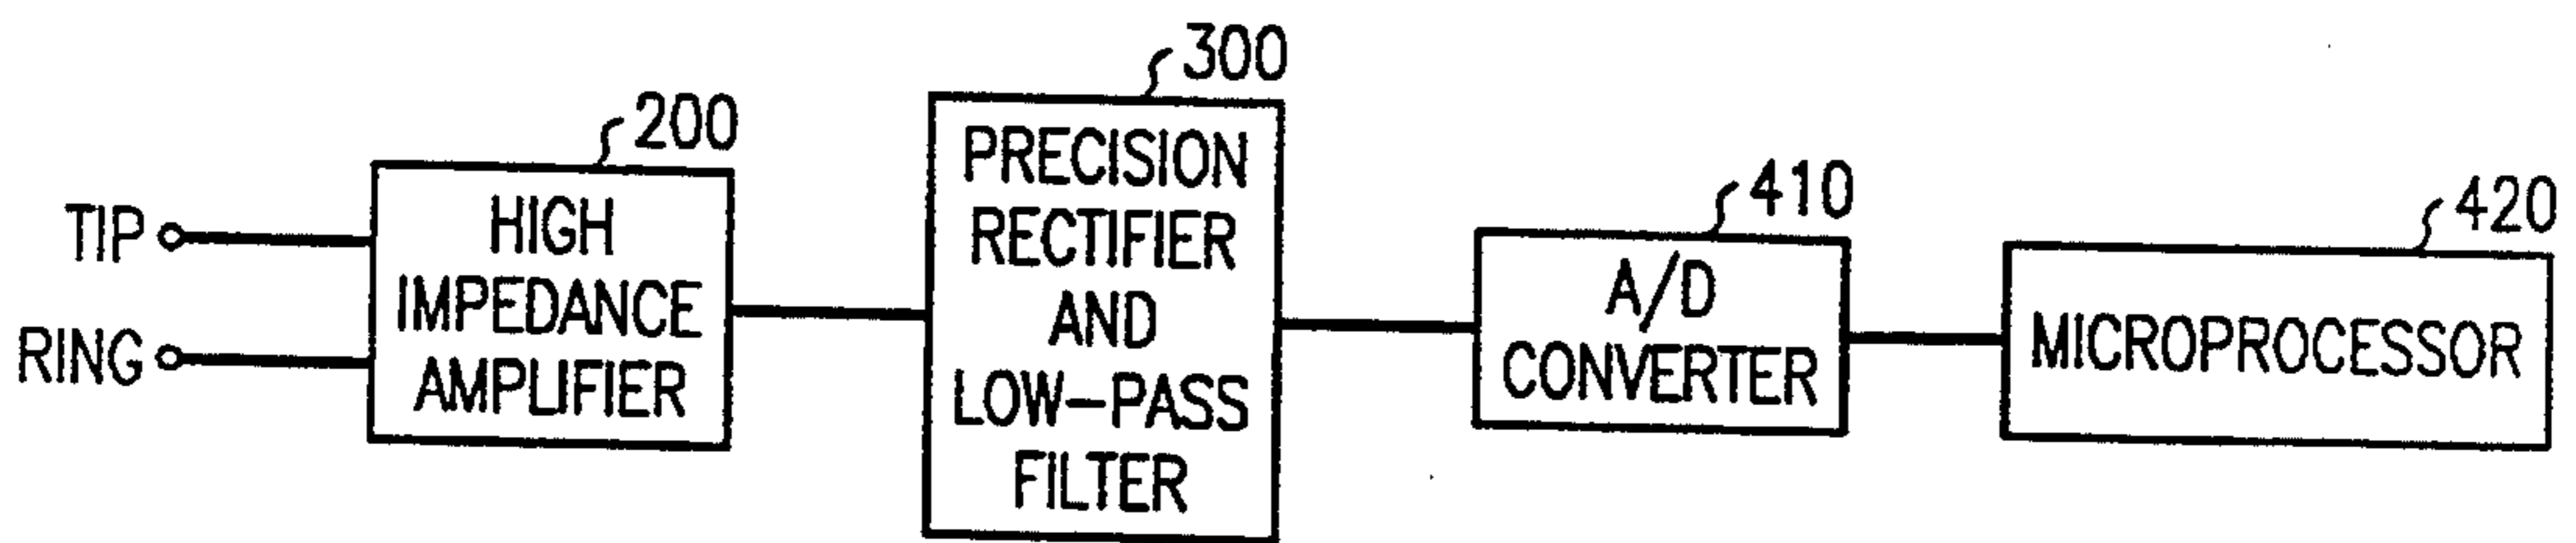 TIP
RING
200
HIGH
IMPEDANCE
AMPLIFIER
300
PRECISION
RECTIFIER
AND
LOW-PASS
FILTER
410
A/D
CONVERTER
420
MICROPROCESSOR